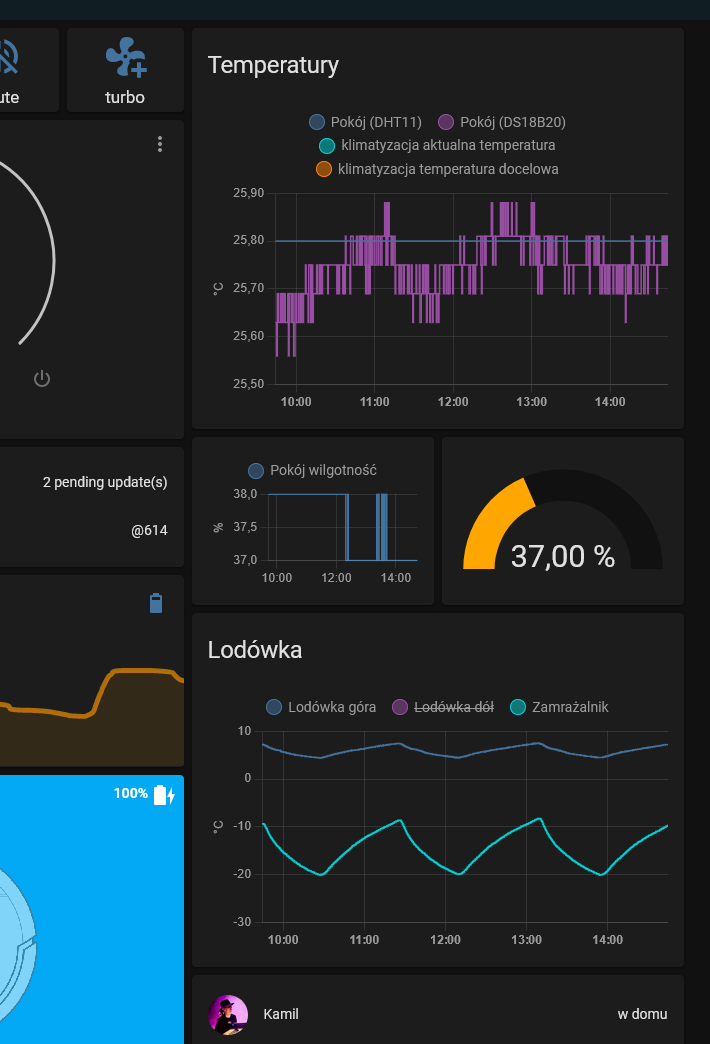 ute
turbo
2 pending update(s)
@614
100%
Temperatury
Pokój (DHT11) Pokój (DS18B20)
klimatyzacja aktualna temperatura
klimatyzacja temperatura docelowa
25,90
25,80
25,70
25,60
25,50
°C
10:00 11:00 12:00 13:00 14:00
Pokój wilgotność
38,0
37,5
37,0
%
10:00 12:00 14:00
37,00 %
Lodówka
Lodówka góra Lodówka dół Zamrażalnik
10
0
-10
-20
-30
°C
10:00 11:00 12:00 13:00 14:00
Kamil w domu